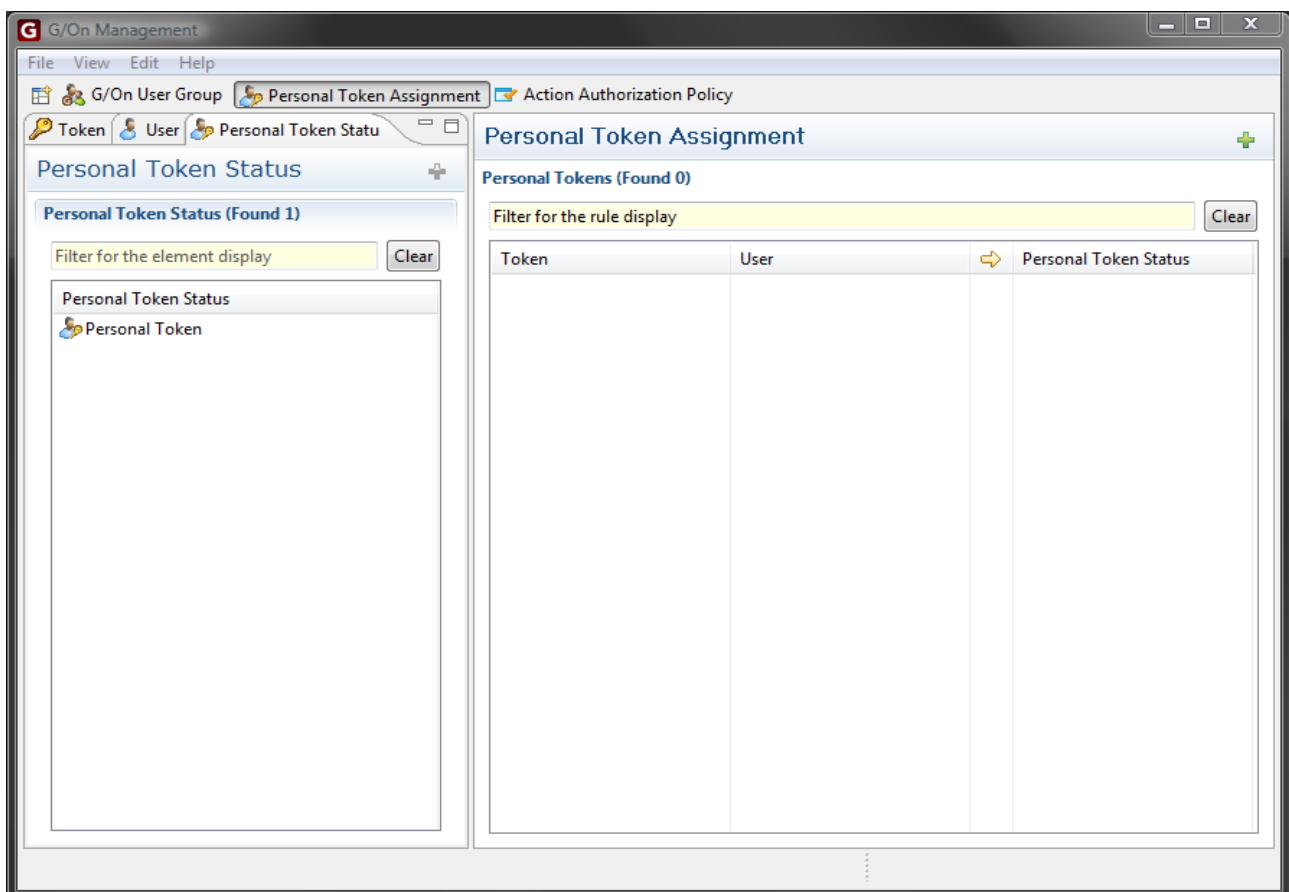 G G/On Management
File View Edit Help
G/On User Group Personal Token Assignment Action Authorization Policy
Token User Personal Token Statu
Personal Token Status
Personal Token Status (Found 1)
Filter for the element display Clear
Personal Token Status
Personal Token
Personal Token Assignment
Personal Tokens (Found 0)
Filter for the rule display Clear
Token User Personal Token Status